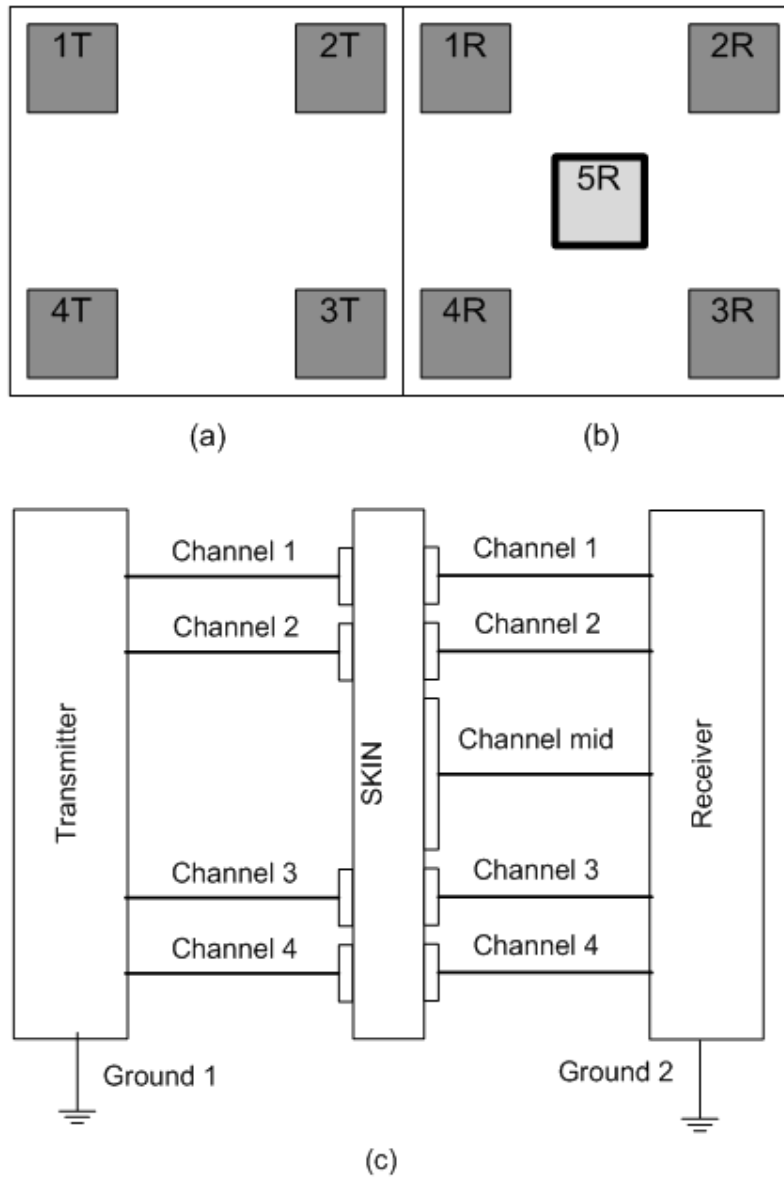 1T
2T
1R
2R
5R
4T
3T
4R
3R
(a)
(b)
Channel 1
Channel 1
Channel 2
Channel 2
Channel mid
Transmitter
SKIN
Receiver
Channel 3
Channel 3
Channel 4
Channel 4
Ground 1
Ground 2
(c)